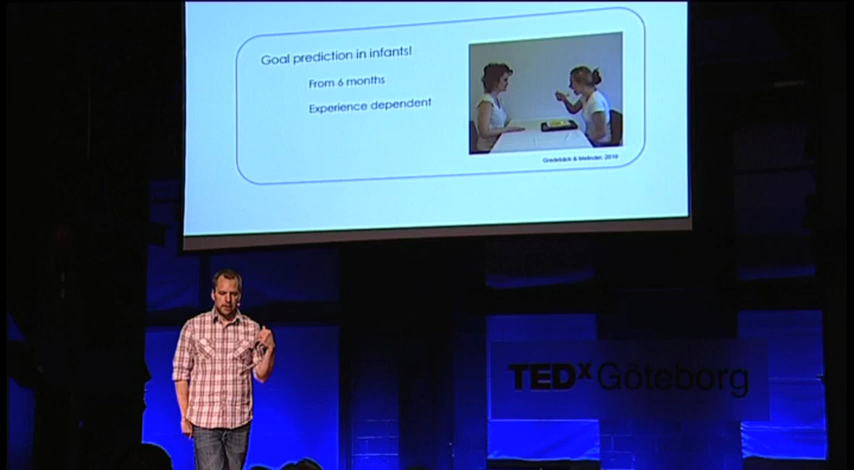 Goal prediction in infants!
From 6 months
Experience dependent
Gredebäck & Melinder, 2010
TEDx Göteborg